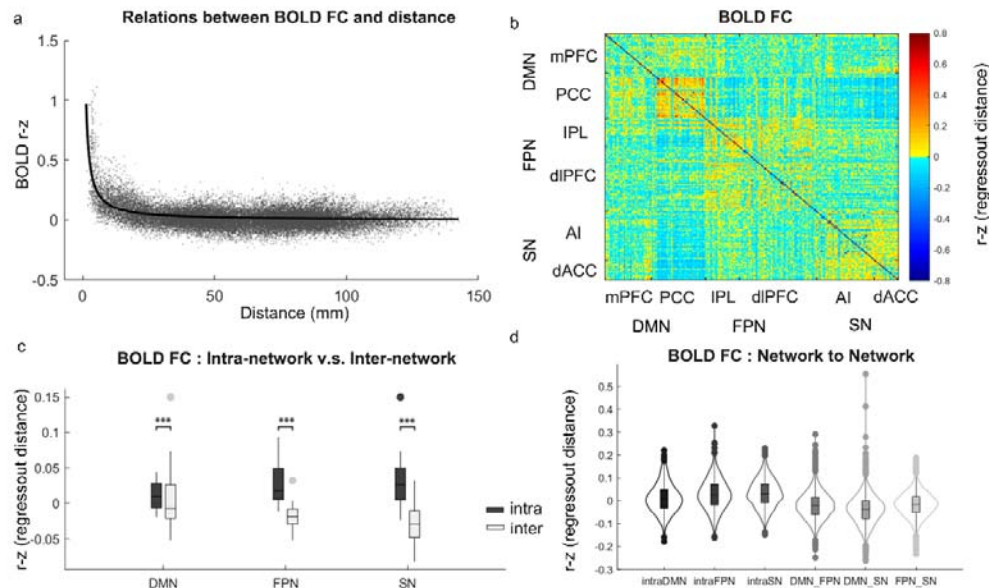 a
Relations between BOLD FC and distance
1.5
1
0.5
0
-0.5
BOLD r-z
0
50
100
150
Distance (mm)
b
BOLD FC
DMN
FPN
SN
mPFC
PCC
IPL
dlPFC
AI
dACC
mPFC PCC IPL dlPFC AI dACC
DMN FPN SN
0.8
0.6
0.4
0.2
0
-0.2
-0.4
-0.6
-0.8
r-z (regressout distance)
c
BOLD FC : Intra-network v.s. Inter-network
0.15
0.1
0.05
0
-0.05
r-z (regressout distance)
*** *** ***
DMN FPN SN
intra
inter
d
BOLD FC : Network to Network
0.5
0.4
0.3
0.2
0.1
0
-0.1
-0.2
-0.3
r-z (regressout distance)
intraDMN intraFPN intraSN DMN_FPN DMN_SN FPN_SN